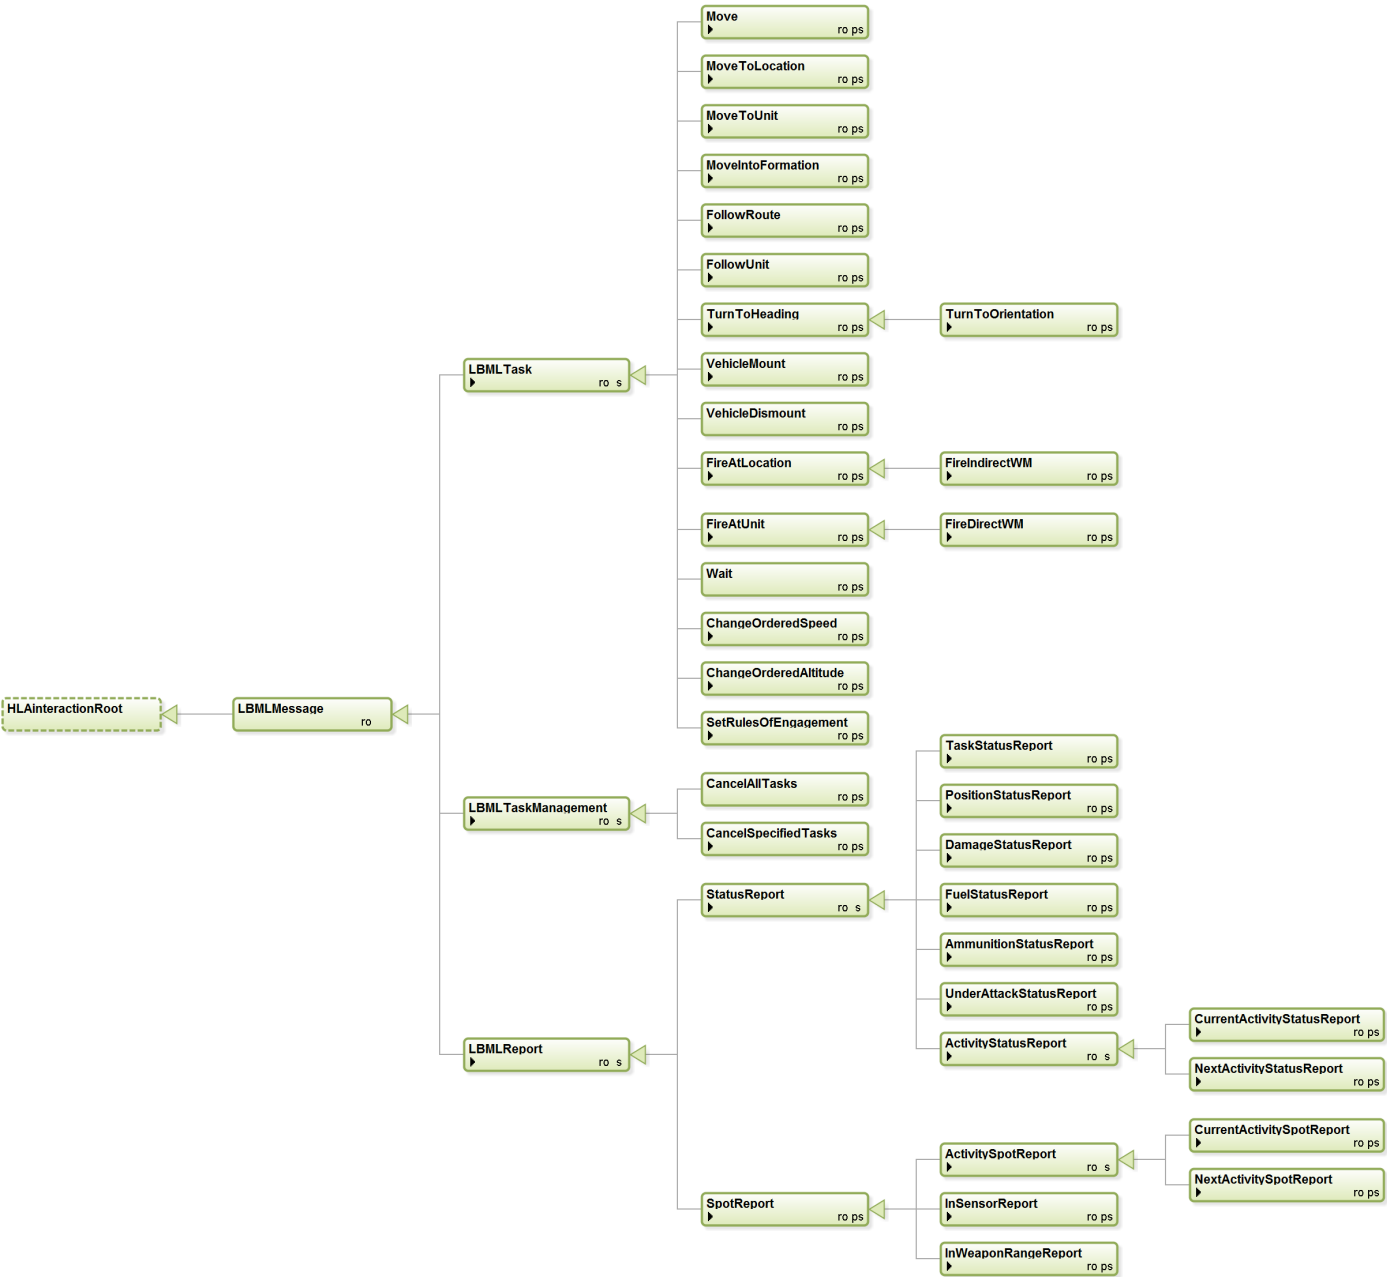 Move
ro ps
MoveToLocation
ro ps
MoveToUnit
ro ps
MoveIntoFormation
ro ps
FollowRoute
ro ps
FollowUnit
ro ps
TurnToHeading
ro ps
TurnToOrientation
ro ps
LBMLTask
ro s
VehicleMount
ro ps
VehicleDismount
ro ps
FireAtLocation
ro ps
FireIndirectWM
ro ps
FireAtUnit
ro ps
FireDirectWM
ro ps
Wait
ro ps
ChangeOrderedSpeed
ro ps
ChangeOrderedAltitude
ro ps
HLAinteractionRoot
LBMLMessage
ro
SetRulesOfEngagement
ro ps
TaskStatusReport
ro ps
CancelAllTasks
ro ps
PositionStatusReport
ro ps
LBMLTaskManagement
ro s
CancelSpecifiedTasks
ro ps
DamageStatusReport
ro ps
StatusReport
ro s
FuelStatusReport
ro ps
AmmunitionStatusReport
ro ps
UnderAttackStatusReport
ro ps
LBMLReport
ro s
ActivityStatusReport
ro s
CurrentActivityStatusReport
ro ps
NextActivityStatusReport
ro ps
CurrentActivitySpotReport
ro ps
ActivitySpotReport
ro s
NextActivitySpotReport
ro ps
SpotReport
ro ps
InSensorReport
ro ps
InWeaponRangeReport
ro ps